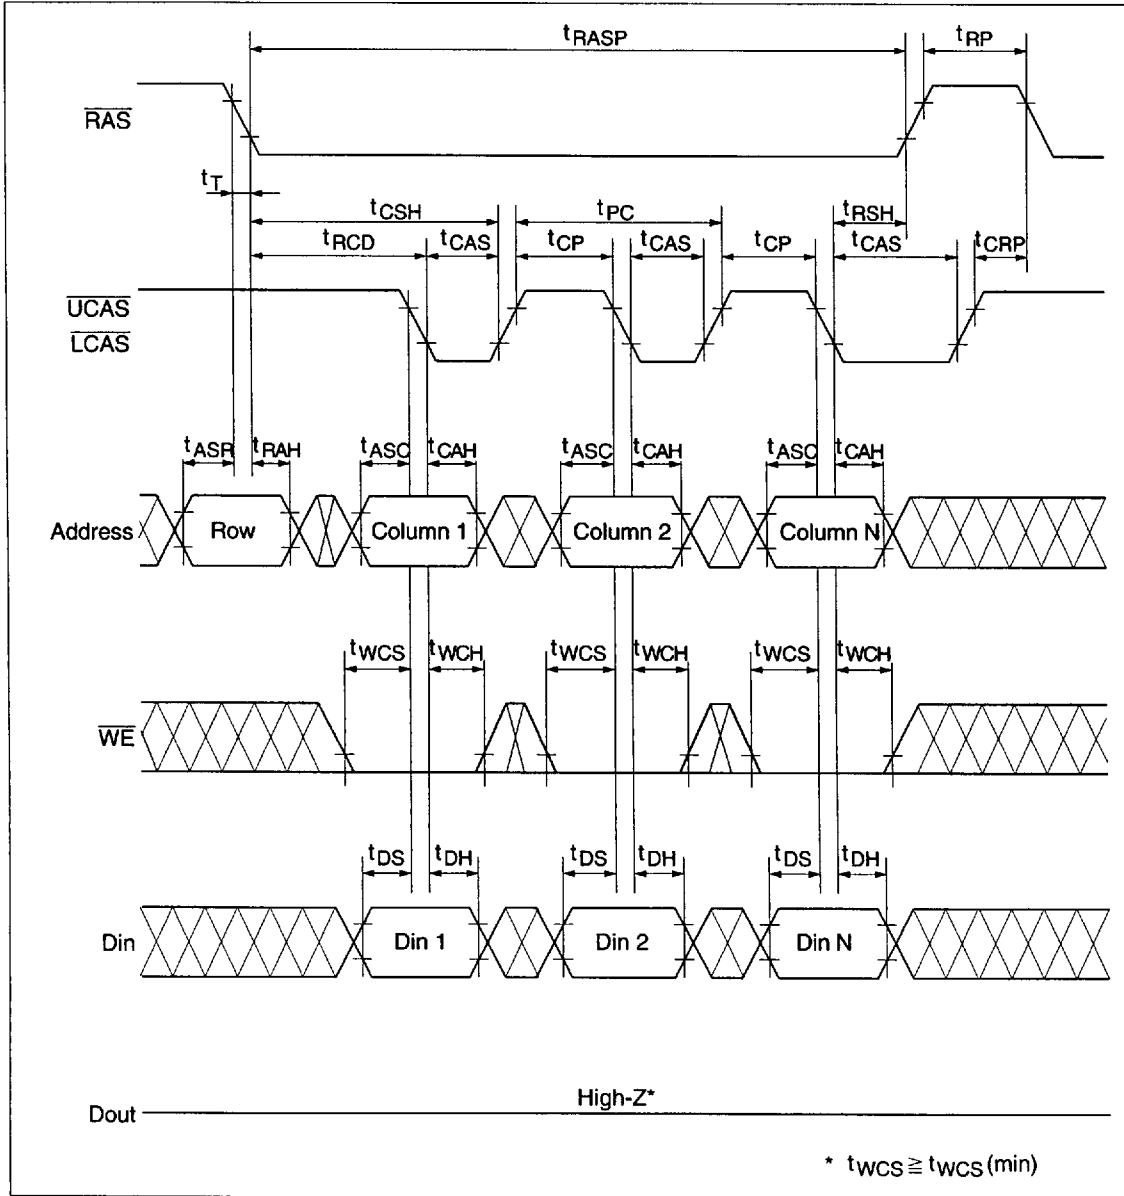 tRASP tRP
RAS
tT
tCSH tPC tRSH
tRCD tCAS tCP tCAS tCP tCAS tCRP
UCAS
LCAS
tASR tRAH tASC tCAH tASC tCAH tASC tCAH
Address Row Column 1 Column 2 Column N
tWCS tWCH tWCS tWCH tWCS tWCH
WE
tDS tDH tDS tDH tDS tDH
Din Din 1 Din 2 Din N
High-Z*
Dout
* tWCS ≧ tWCS (min)